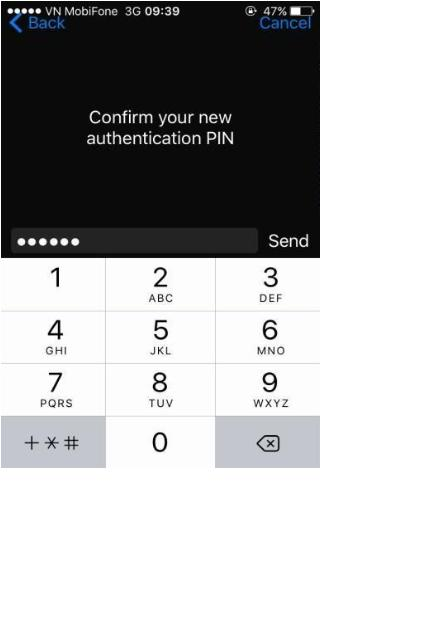 ●●●●● VN MobiFone 3G 09:39 47%
Back Cancel
Confirm your new
authentication PIN
●●●●●● Send
1 2 3
ABC DEF
4 5 6
GHI JKL MNO
7 8 9
PQRS TUV WXYZ
+*# 0